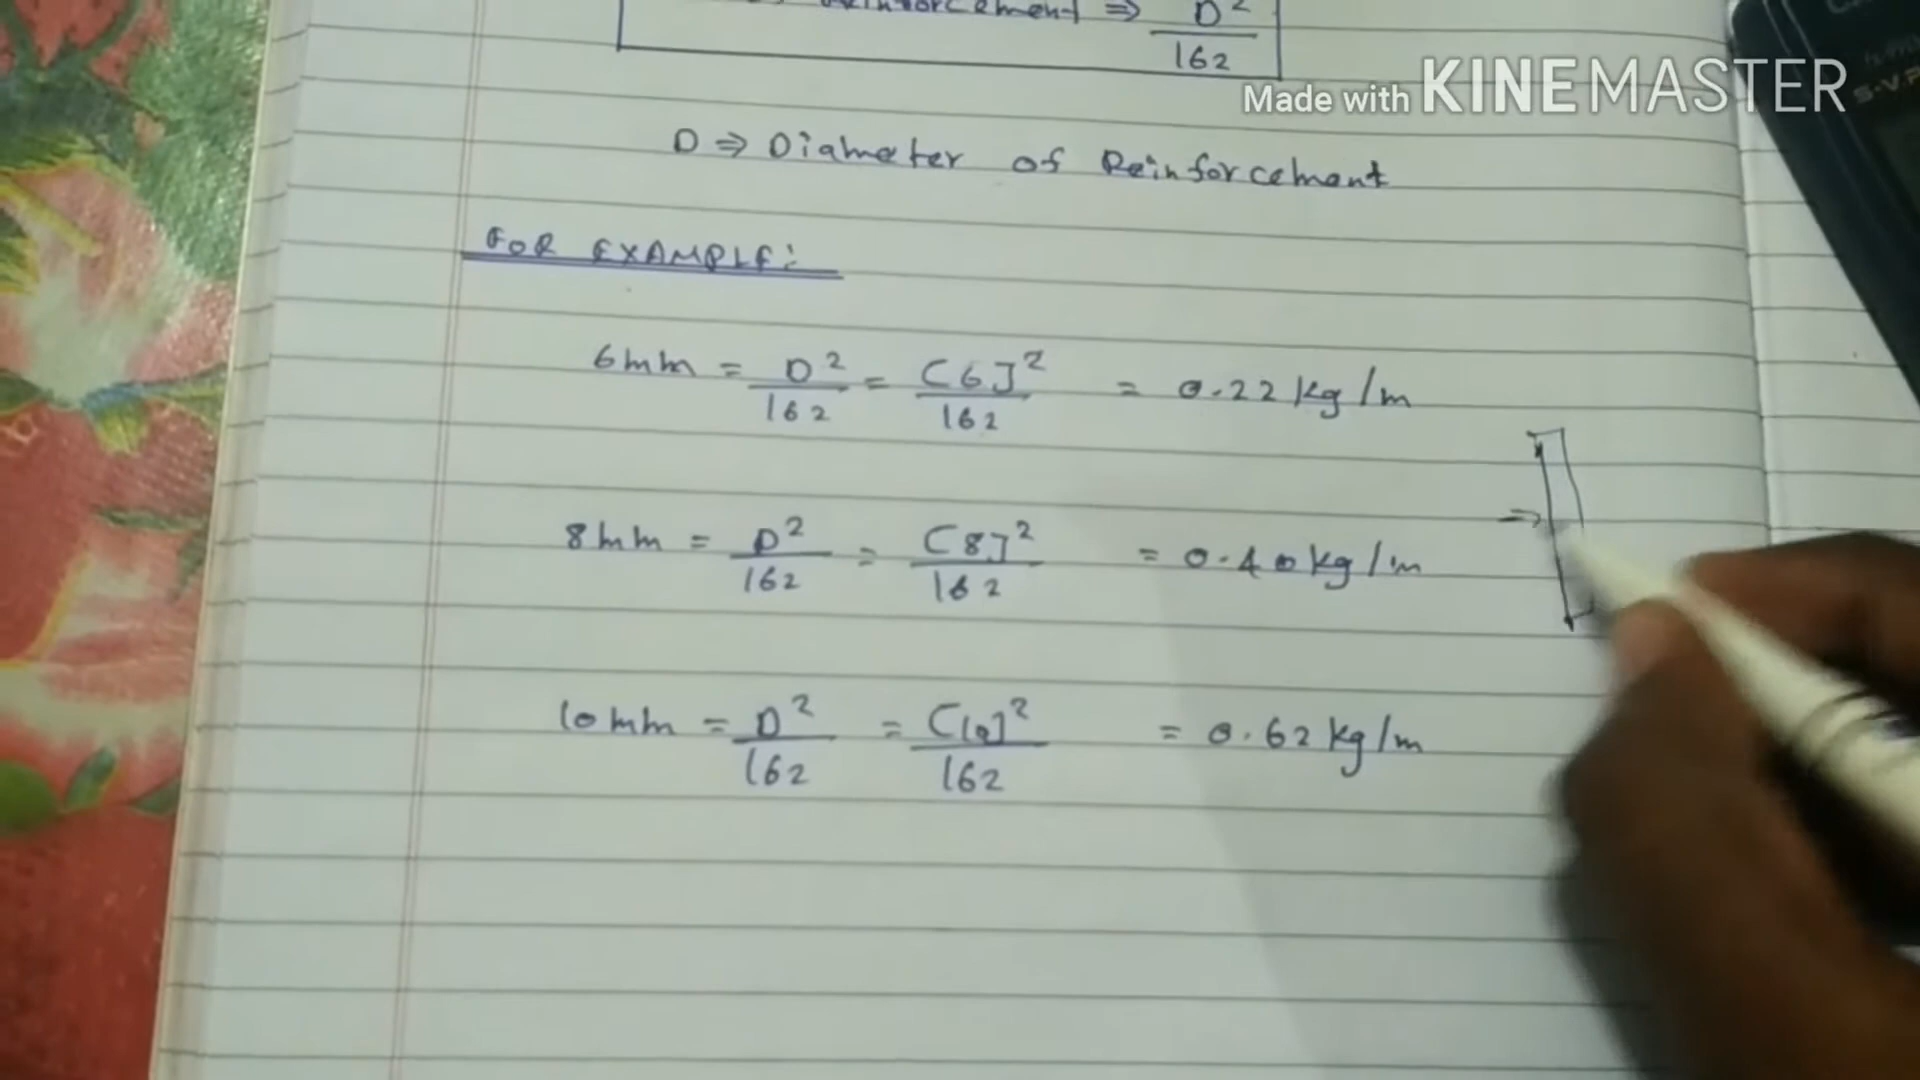 Reinforcement ⇒ D²/162
Made with KINEMASTER
D ⇒ Diameter of Reinforcement
FOR EXAMPLE:
6mm = D²/162 = [6]²/162 = 0.22 kg/m
8mm = D²/162 = [8]²/162 = 0.40 kg/m
10mm = D²/162 = [10]²/162 = 0.62 kg/m